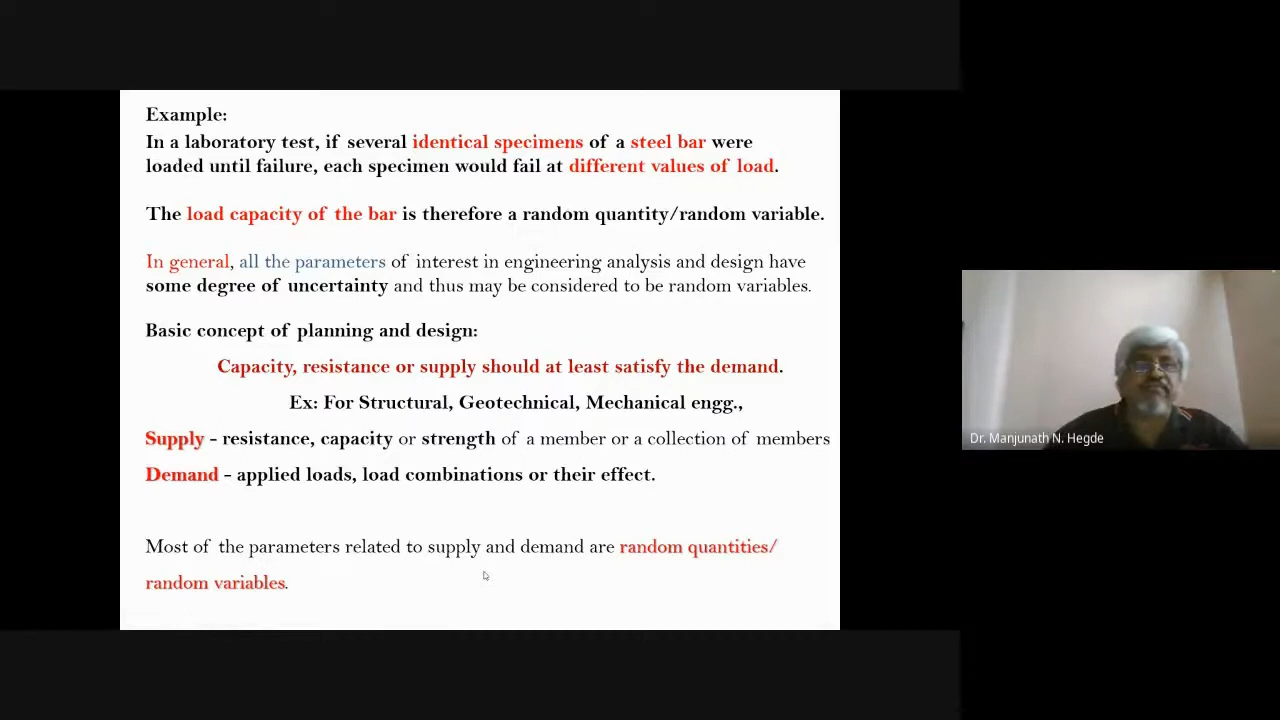 Example:
In a laboratory test, if several identical specimens of a steel bar were
loaded until failure, each specimen would fail at different values of load.
The load capacity of the bar is therefore a random quantity/random variable.
In general, all the parameters of interest in engineering analysis and design have
some degree of uncertainty and thus may be considered to be random variables.
Basic concept of planning and design:
Capacity, resistance or supply should at least satisfy the demand.
Ex: For Structural, Geotechnical, Mechanical engg.,
Supply - resistance, capacity or strength of a member or a collection of members
Demand - applied loads, load combinations or their effect.
Most of the parameters related to supply and demand are random quantities/
random variables.
Dr. Manjunath N. Hegde